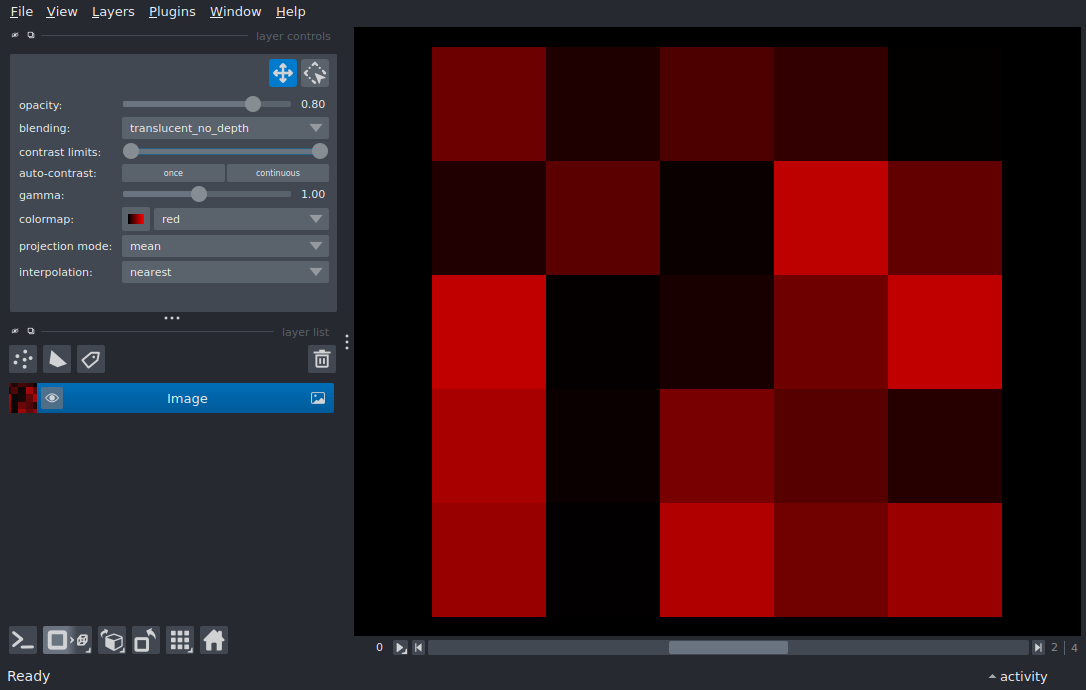 File View Layers Plugins Window Help
layer controls
opacity: 0.80
blending: translucent_no_depth
contrast limits:
auto-contrast: once continuous
gamma: 1.00
colormap: red
projection mode: mean
interpolation: nearest
layer list
Image
0 2 | 4
Ready activity